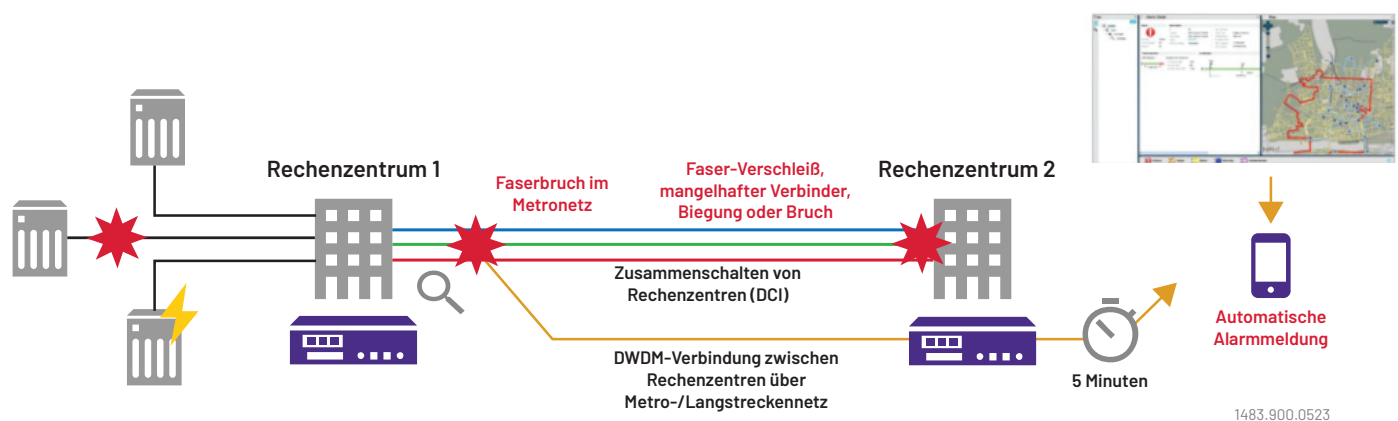 Rechenzentrum 1
Faserbruch im
Metronetz
Faser-Verschleiß,
mangelhafter Verbinder,
Biegung oder Bruch
Rechenzentrum 2
Zusammenschalten von
Rechenzentren (DCI)
DWDM-Verbindung zwischen
Rechenzentren über
Metro-/Langstreckennetz
5 Minuten
Automatische
Alarmmeldung
1483.900.0523